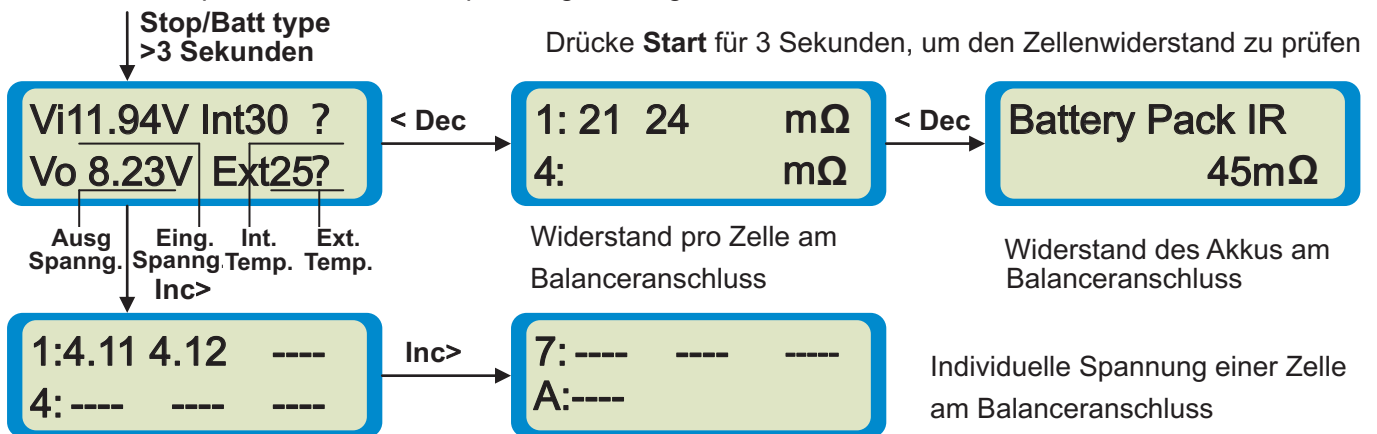 Stop/Batt type
>3 Sekunden
Drücke Start für 3 Sekunden, um den Zellenwiderstand zu prüfen
Vi11.94V Int30 ?
Vo 8.23V Ext25?
< Dec
1: 21 24 mΩ
4: mΩ
< Dec
Battery Pack IR
45mΩ
Ausg Spanng.
Eing. Spanng.
Int. Temp.
Ext. Temp.
Inc>
Widerstand pro Zelle am
Balanceranschluss
Widerstand des Akkus am
Balanceranschluss
1:4.11 4.12 ----
4: ---- ---- ----
Inc>
7: ---- ---- -----
A:----
Individuelle Spannung einer Zelle
am Balanceranschluss